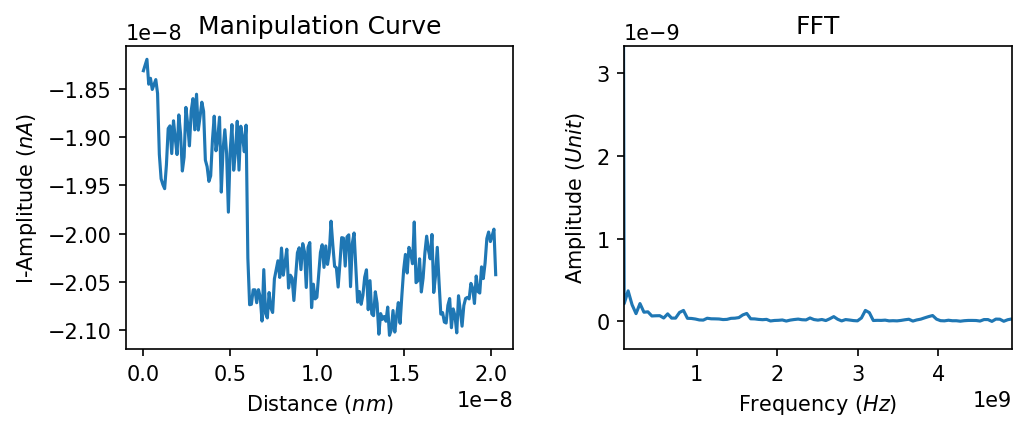 Manipulation Curve
1e−8
I-Amplitude (nA)
−1.85
−1.90
−1.95
−2.00
−2.05
−2.10
0.0 0.5 1.0 1.5 2.0
1e−8
Distance (nm)
FFT
1e−9
Amplitude (Unit)
3
2
1
0
1 2 3 4
1e9
Frequency (Hz)